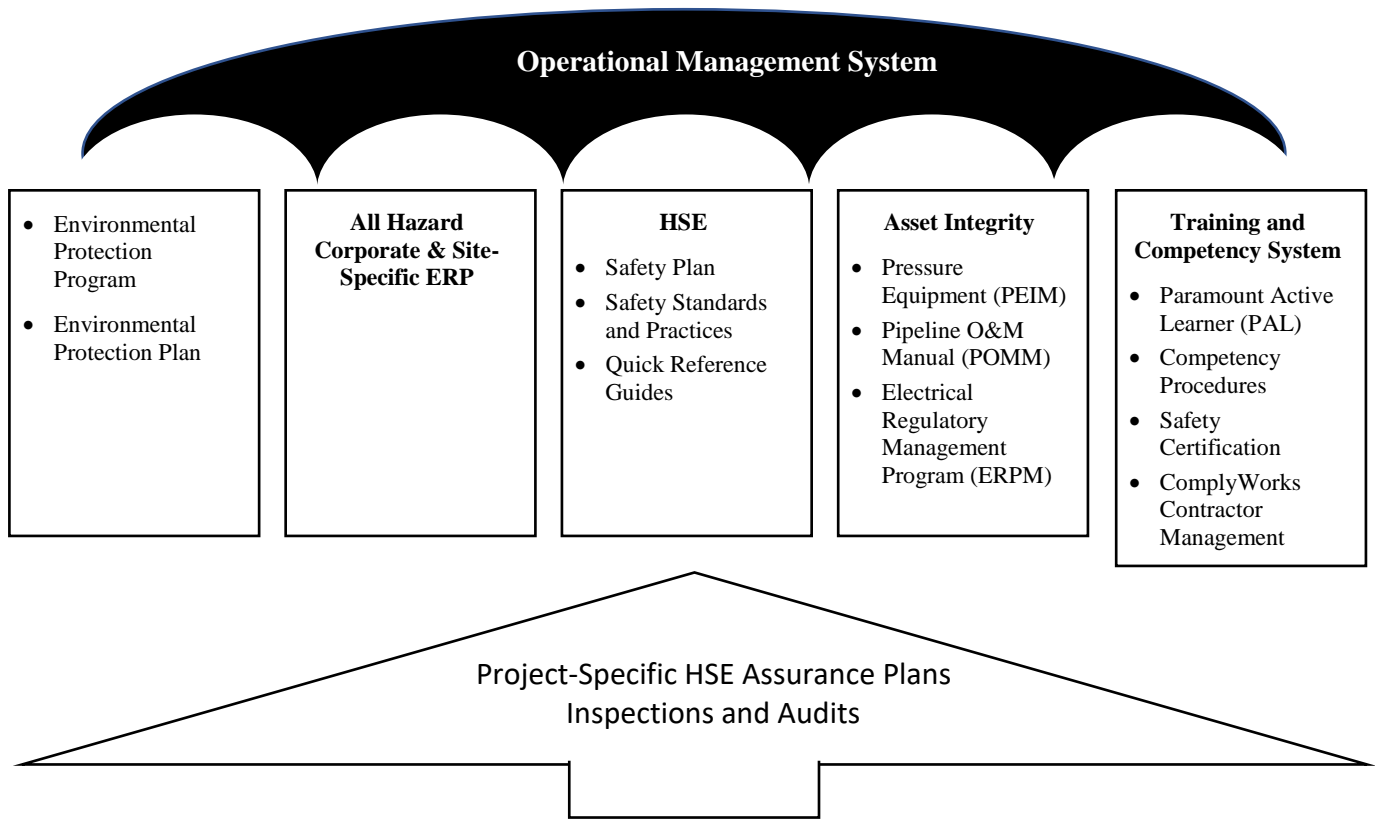 Operational Management System
• Environmental
Protection
Program
• Environmental
Protection Plan
All Hazard
Corporate & Site-
Specific ERP
HSE
• Safety Plan
• Safety Standards
and Practices
• Quick Reference
Guides
Asset Integrity
• Pressure
Equipment (PEIM)
• Pipeline O&M
Manual (POMM)
• Electrical
Regulatory
Management
Program (ERPM)
Training and
Competency System
• Paramount Active
Learner (PAL)
• Competency
Procedures
• Safety
Certification
• ComplyWorks
Contractor
Management
Project-Specific HSE Assurance Plans
Inspections and Audits